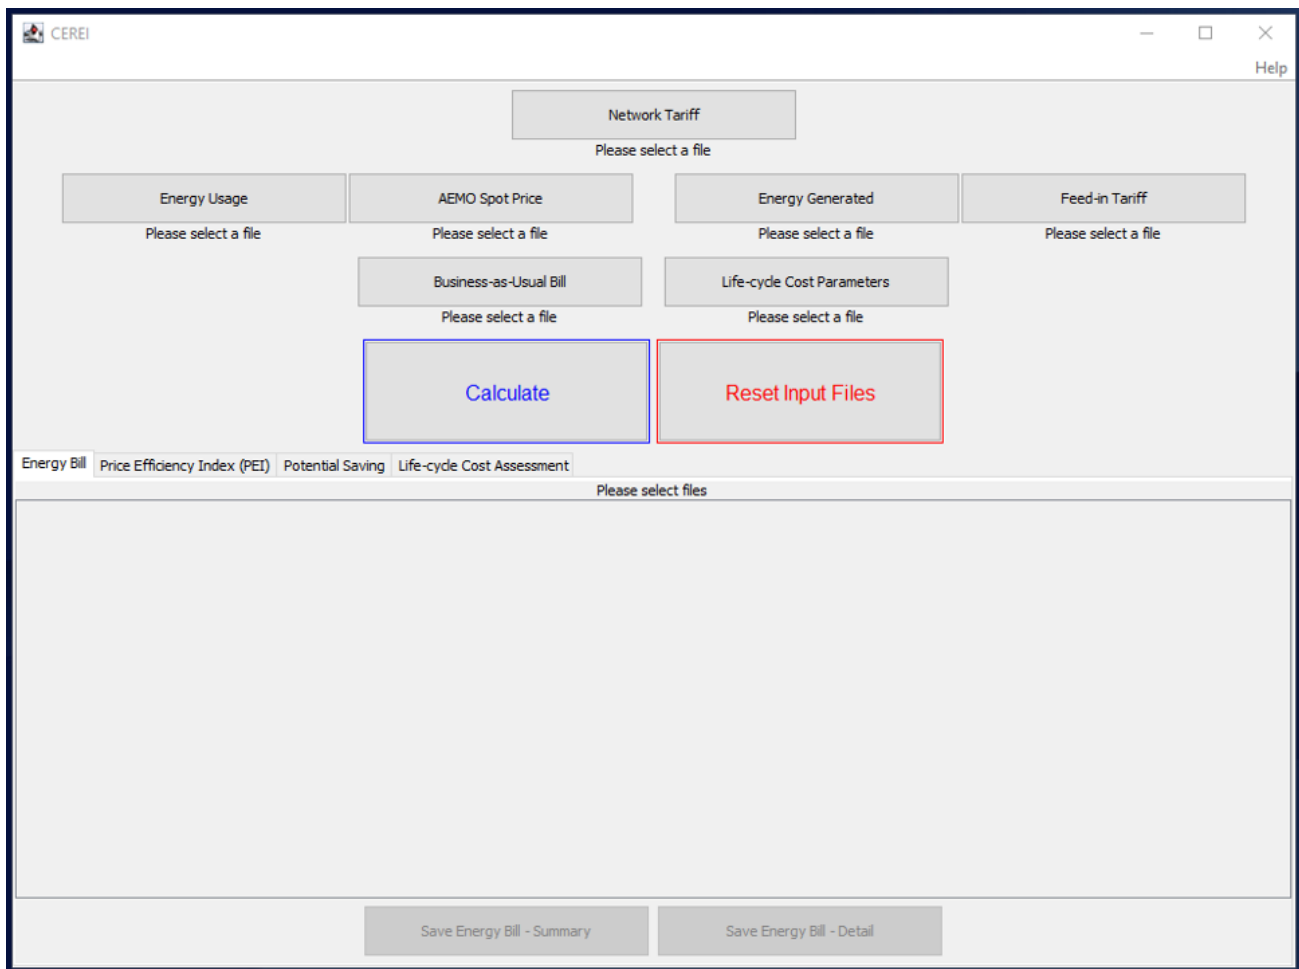 CEREI
Help
Network Tariff
Please select a file
Energy Usage
AEMO Spot Price
Energy Generated
Feed-in Tariff
Please select a file
Please select a file
Please select a file
Please select a file
Business-as-Usual Bill
Life-cycle Cost Parameters
Please select a file
Please select a file
Calculate
Reset Input Files
Energy Bill
Price Efficiency Index (PEI)
Potential Saving
Life-cycle Cost Assessment
Please select files
Save Energy Bill - Summary
Save Energy Bill - Detail